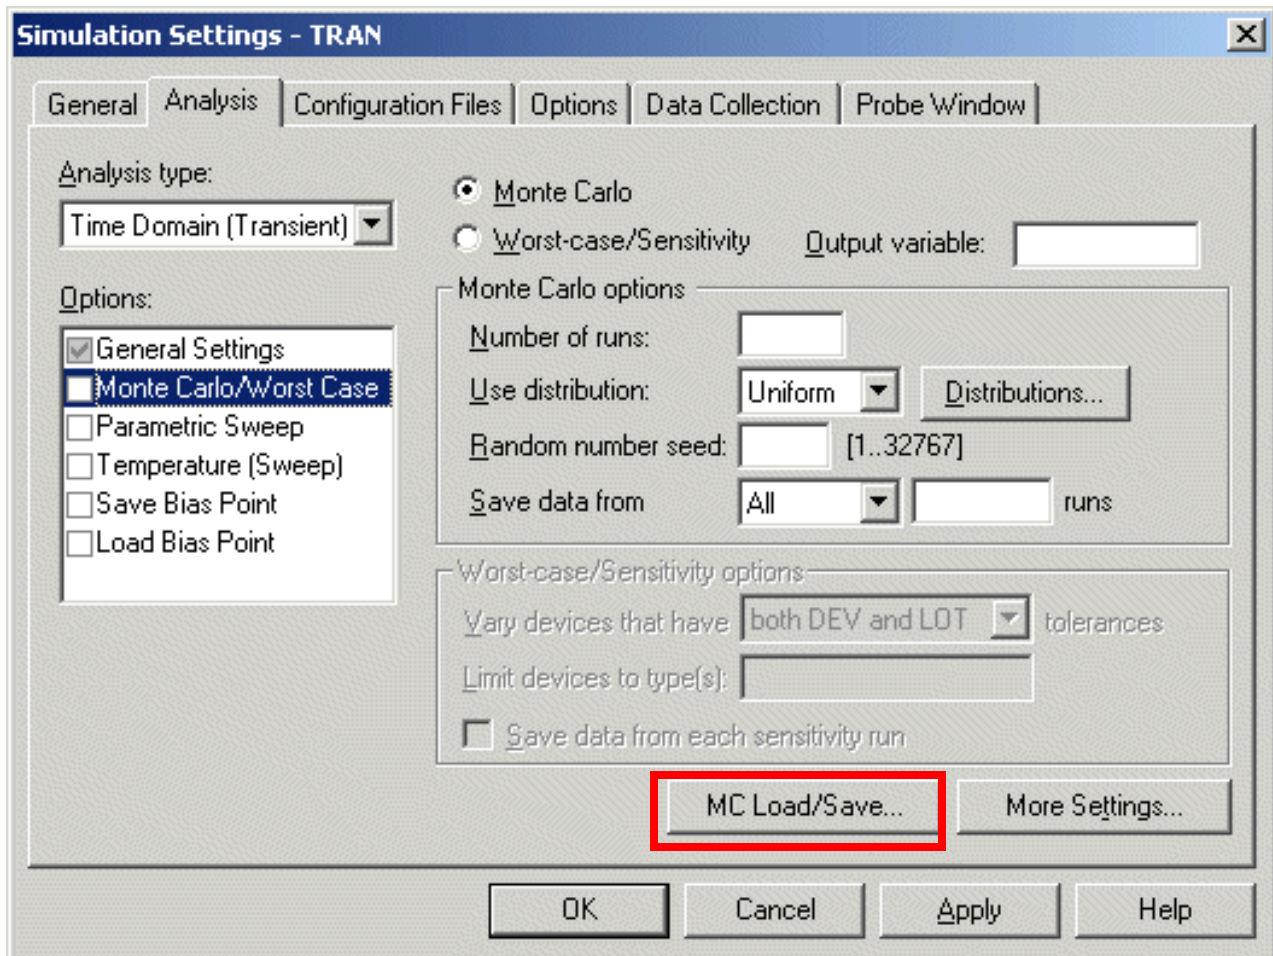 Simulation Settings - TRAN
General Analysis Configuration Files Options Data Collection Probe Window
Analysis type:
Time Domain (Transient)
Options:
General Settings
Monte Carlo/Worst Case
Parametric Sweep
Temperature (Sweep)
Save Bias Point
Load Bias Point
Monte Carlo
Worst-case/Sensitivity Output variable:
Monte Carlo options
Number of runs:
Use distribution: Uniform Distributions...
Random number seed: [1..32767]
Save data from All runs
Worst-case/Sensitivity options
Vary devices that have both DEV and LOT tolerances
Limit devices to type(s):
Save data from each sensitivity run
MC Load/Save... More Settings...
OK Cancel Apply Help